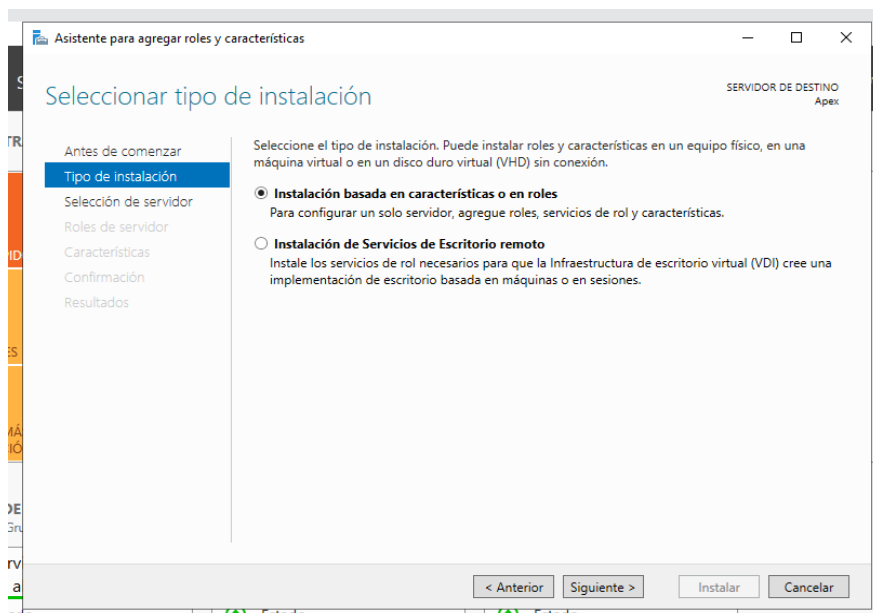 Asistente para agregar roles y características
Seleccionar tipo de instalación
SERVIDOR DE DESTINO
Apex
Antes de comenzar
Tipo de instalación
Selección de servidor
Roles de servidor
Características
Confirmación
Resultados
Seleccione el tipo de instalación. Puede instalar roles y características en un equipo físico, en una
máquina virtual o en un disco duro virtual (VHD) sin conexión.
Instalación basada en características o en roles
Para configurar un solo servidor, agregue roles, servicios de rol y características.
Instalación de Servicios de Escritorio remoto
Instale los servicios de rol necesarios para que la Infraestructura de escritorio virtual (VDI) cree una
implementación de escritorio basada en máquinas o en sesiones.
< Anterior
Siguiente >
Instalar
Cancelar